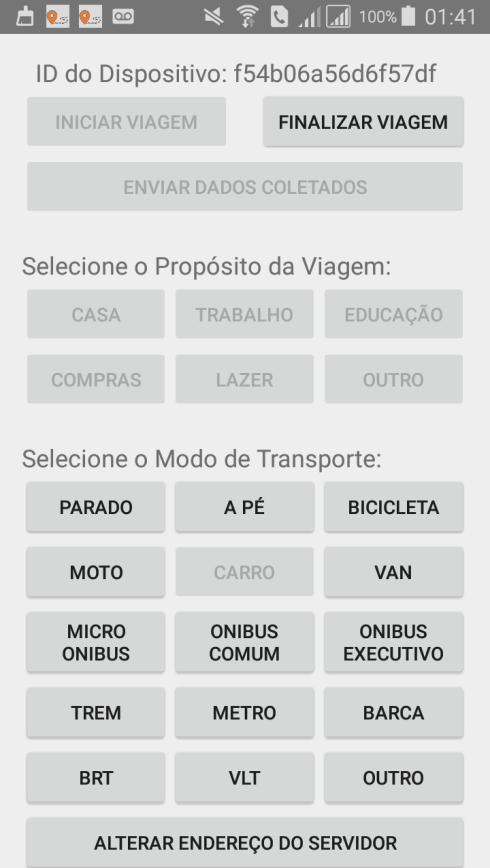 100% 01:41
ID do Dispositivo: f54b06a56d6f57df
INICIAR VIAGEM FINALIZAR VIAGEM
ENVIAR DADOS COLETADOS
Selecione o Propósito da Viagem:
CASA TRABALHO EDUCAÇÃO
COMPRAS LAZER OUTRO
Selecione o Modo de Transporte:
PARADO A PÉ BICICLETA
MOTO CARRO VAN
MICRO ONIBUS ONIBUS
ONIBUS COMUM EXECUTIVO
TREM METRO BARCA
BRT VLT OUTRO
ALTERAR ENDEREÇO DO SERVIDOR